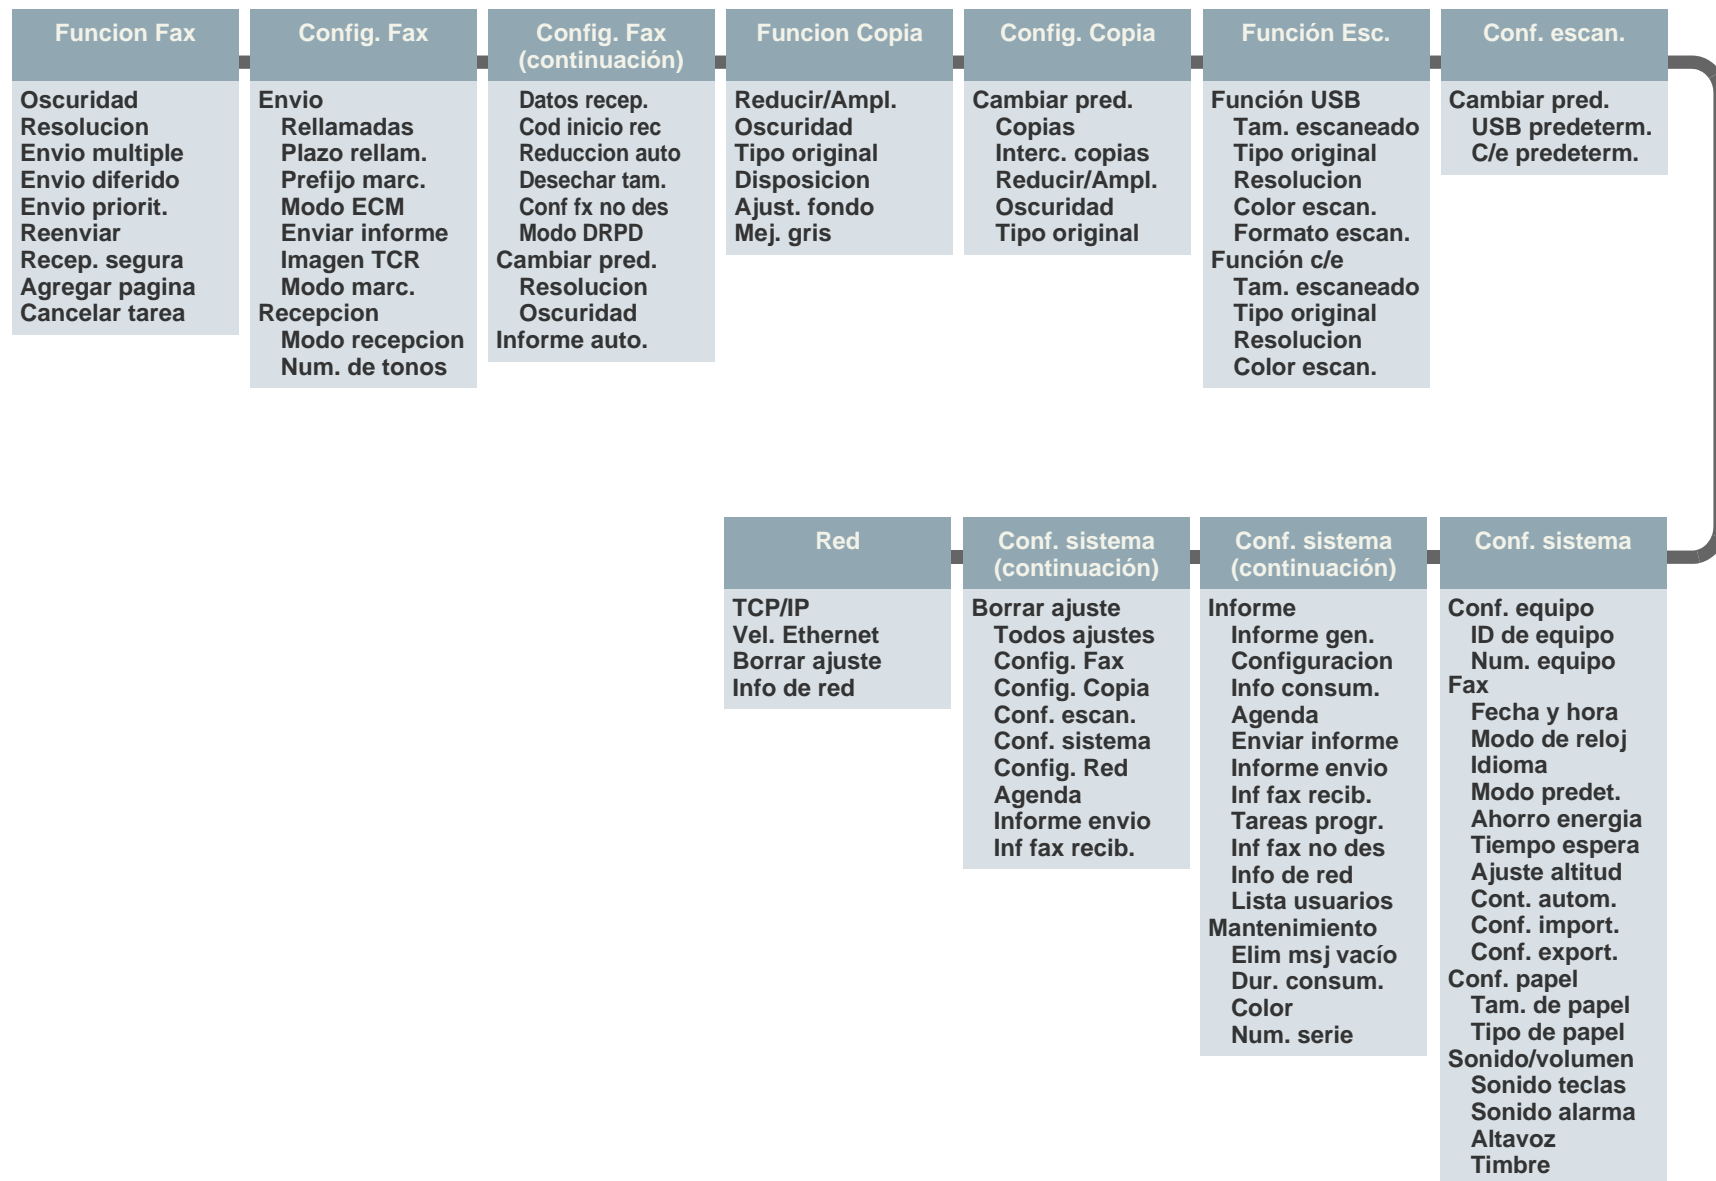 Funcion Fax
Oscuridad
Resolucion
Envio multiple
Envio diferido
Envio priorit.
Reenviar
Recep. segura
Agregar pagina
Cancelar tarea
Config. Fax
Envio
Rellamadas
Plazo rellam.
Prefijo marc.
Modo ECM
Enviar informe
Imagen TCR
Modo marc.
Recepcion
Modo recepcion
Num. de tonos
Config. Fax
(continuación)
Datos recep.
Cod inicio rec
Reduccion auto
Desechar tam.
Conf fx no des
Modo DRPD
Cambiar pred.
Resolucion
Oscuridad
Informe auto.
Funcion Copia
Reducir/Ampl.
Oscuridad
Tipo original
Disposicion
Ajust. fondo
Mej. gris
Config. Copia
Cambiar pred.
Copias
Interc. copias
Reducir/Ampl.
Oscuridad
Tipo original
Función Esc.
Función USB
Tam. escaneado
Tipo original
Resolucion
Color escan.
Formato escan.
Función c/e
Tam. escaneado
Tipo original
Resolucion
Color escan.
Conf. escan.
Cambiar pred.
USB predeterm.
C/e predeterm.
Red
TCP/IP
Vel. Ethernet
Borrar ajuste
Info de red
Conf. sistema
(continuación)
Borrar ajuste
Todos ajustes
Config. Fax
Config. Copia
Conf. escan.
Conf. sistema
Config. Red
Agenda
Informe envio
Inf fax recib.
Conf. sistema
(continuación)
Informe
Informe gen.
Configuracion
Info consum.
Agenda
Enviar informe
Informe envio
Inf fax recib.
Tareas progr.
Inf fax no des
Info de red
Lista usuarios
Mantenimiento
Elim msj vacío
Dur. consum.
Color
Num. serie
Conf. sistema
Conf. equipo
ID de equipo
Num. equipo
Fax
Fecha y hora
Modo de reloj
Idioma
Modo predet.
Ahorro energia
Tiempo espera
Ajuste altitud
Cont. autom.
Conf. import.
Conf. export.
Conf. papel
Tam. de papel
Tipo de papel
Sonido/volumen
Sonido teclas
Sonido alarma
Altavoz
Timbre